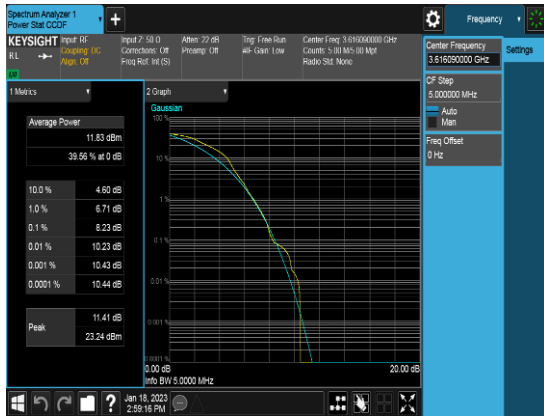 Spectrum Analyzer 1
Power Stat CCDF
+
Frequency
KEYSIGHT
RL
Input: RF
Coupling: DC
Align: Off
Input Z: 50 Ω
Corrections: Off
Freq Ref: Int (S)
Atten: 22 dB
Preamp: Off
Trig: Free Run
#IF Gain: Low
Center Freq: 3.616090000 GHz
Counts: 5.00 M/5.00 Mpt
Radio Std: None
Center Frequency
3.616090000 GHz
Settings
CF Step
5.000000 MHz
Auto
Man
Freq Offset
0 Hz
1 Metrics
Average Power
11.83 dBm
39.56 % at 0 dB
10.0 % 4.60 dB
1.0 % 6.71 dB
0.1 % 8.23 dB
0.01 % 10.23 dB
0.001 % 10.43 dB
0.0001 % 10.44 dB
Peak
11.41 dB
23.24 dBm
2 Graph
Gaussian
100 %
10 %
1 %
0.1 %
0.01 %
0.001 %
0.0001 %
0.00 dB 20.00 dB
Info BW 5.0000 MHz
?
Jan 18, 2023
2:59:16 PM